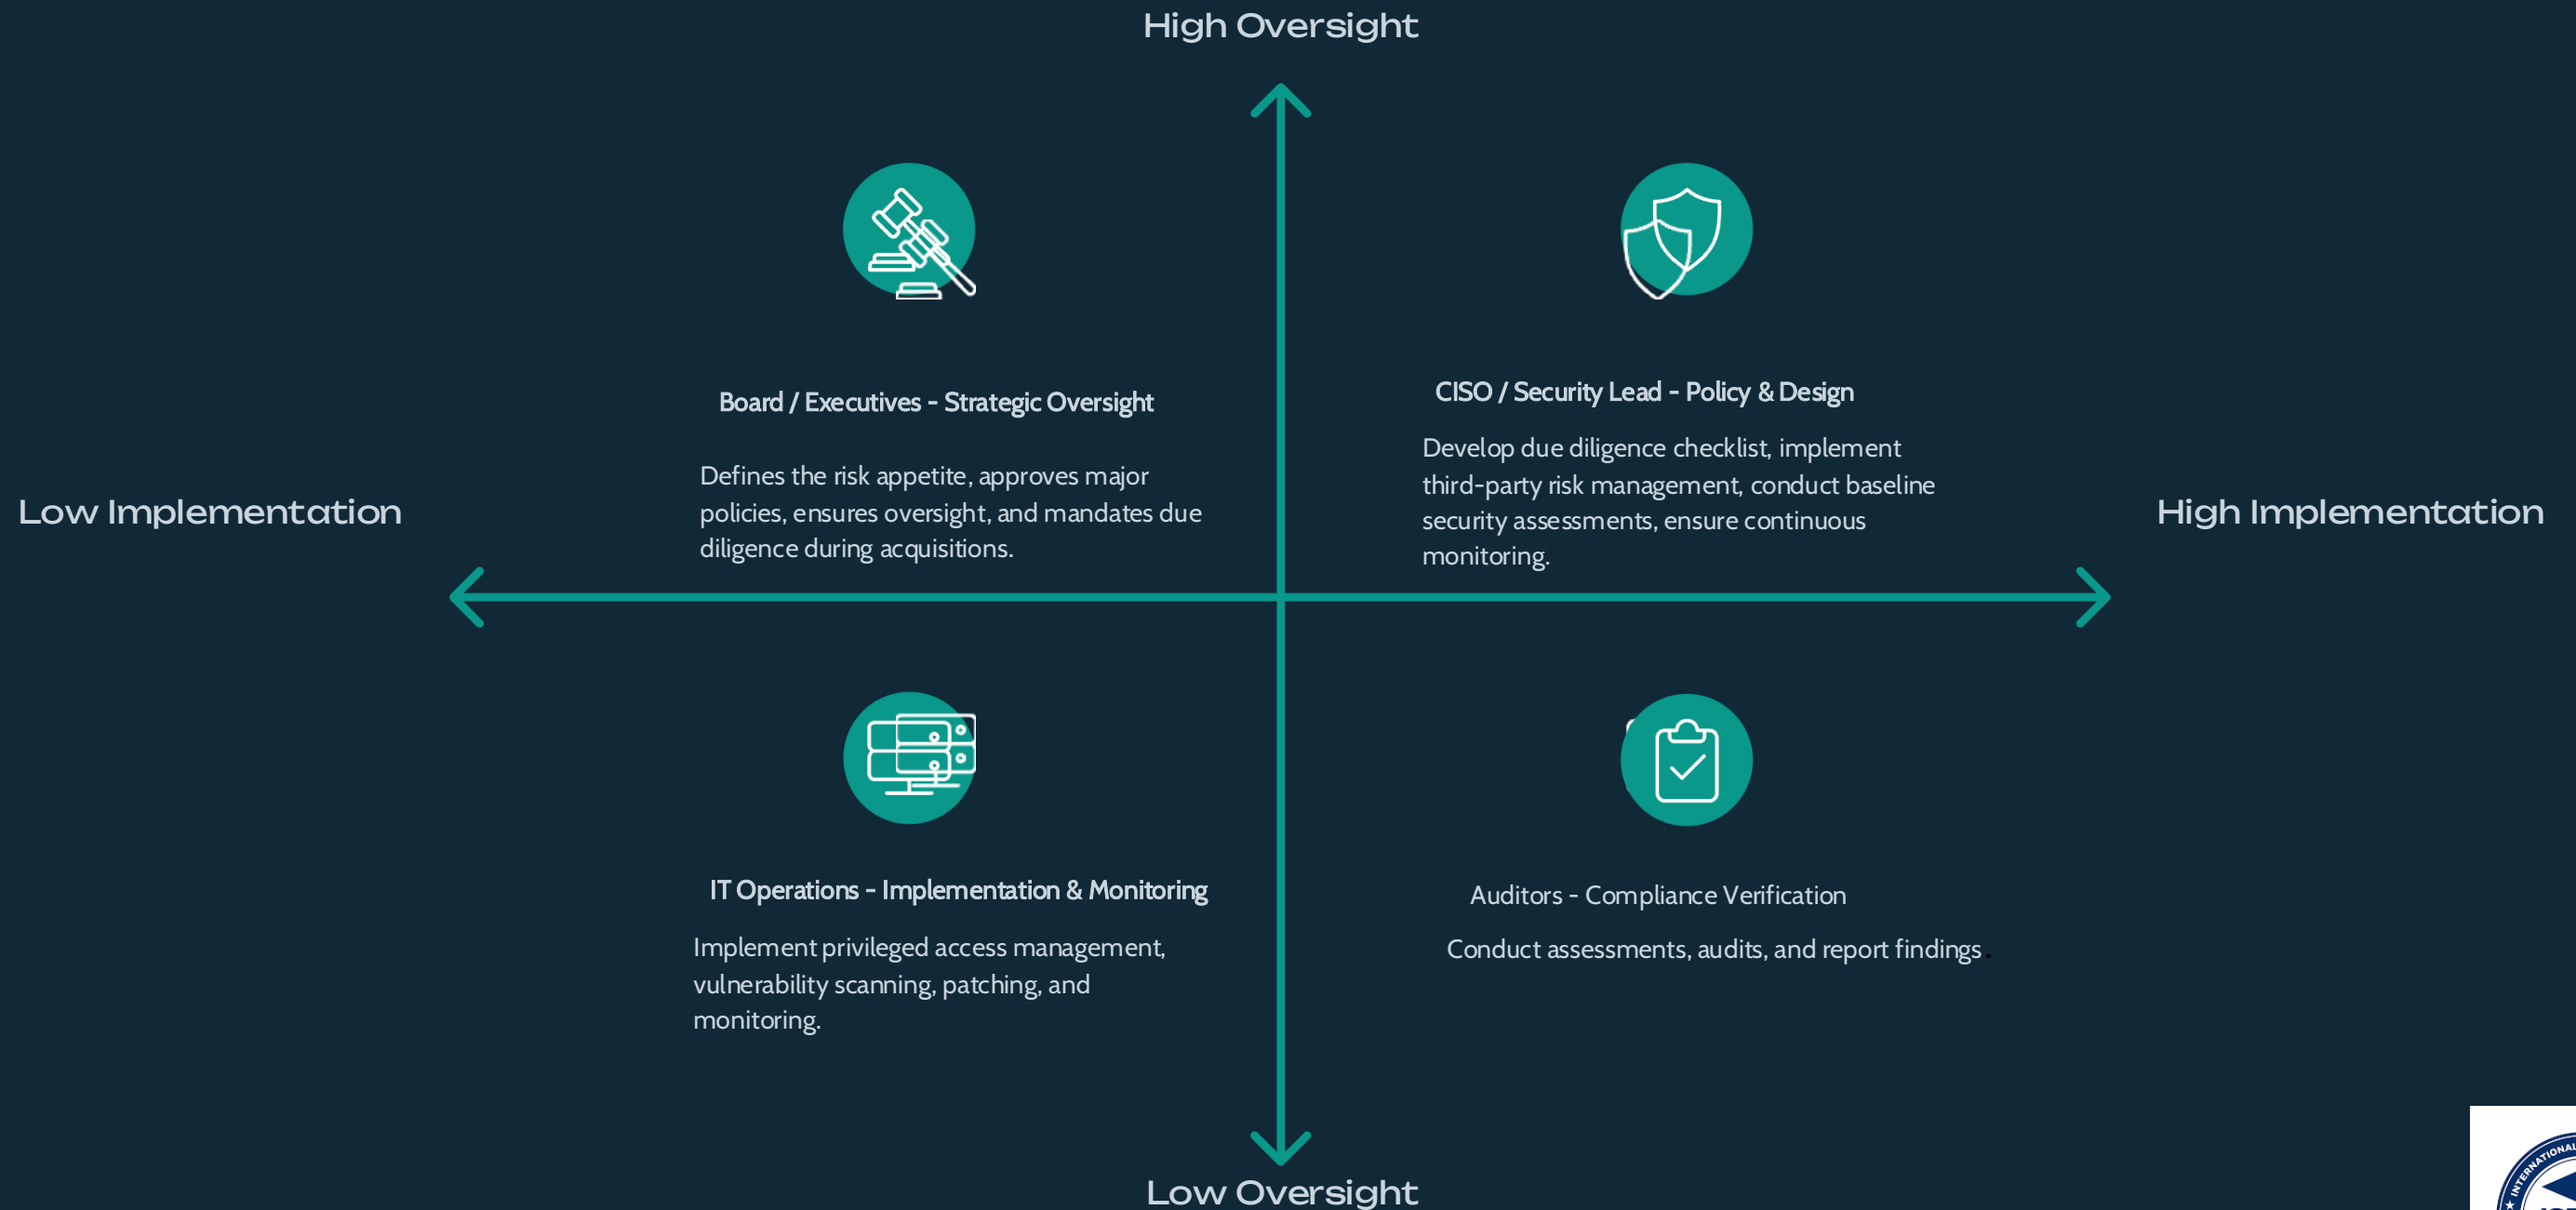 High Oversight
Board / Executives - Strategic Oversight
Defines the risk appetite, approves major
policies, ensures oversight, and mandates due
diligence during acquisitions.
CISO / Security Lead - Policy & Design
Develop due diligence checklist, implement
third-party risk management, conduct baseline
security assessments, ensure continuous
monitoring.
Low Implementation
High Implementation
IT Operations - Implementation & Monitoring
Implement privileged access management,
vulnerability scanning, patching, and
monitoring.
Auditors - Compliance Verification
Conduct assessments, audits, and report findings.
Low Oversight
INTERNATIONAL